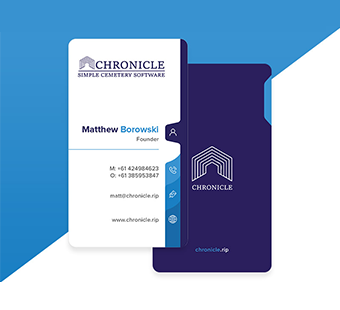 CHRONICLE
SIMPLE CEMETERY SOFTWARE
Matthew Borowski
Founder
M: +61 424984623
O: +61 385953847
matt@chronicle.rip
www.chronicle.rip
CHRONICLE
chronicle.rip